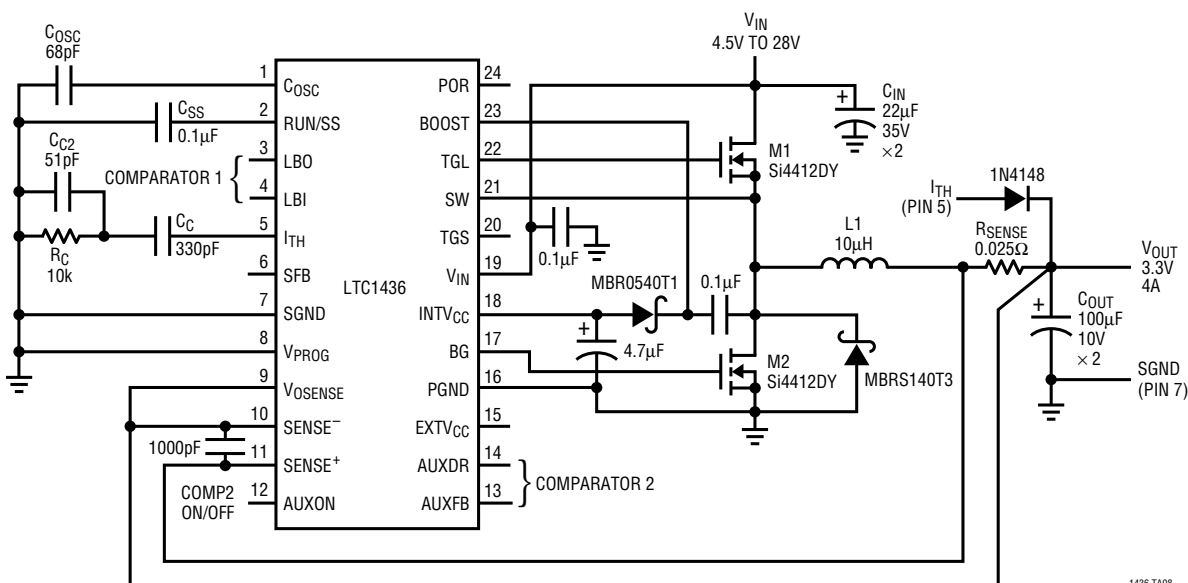 C_OSC
68pF
C_SS
0.1µF
C_C2
51pF
COMPARATOR 1
C_C
330pF
R_C
10k
1000pF
COMP2
ON/OFF
LTC1436
1
C_OSC
2
RUN/SS
3
LBO
4
LBI
5
I_TH
6
SFB
7
SGND
8
V_PROG
9
V_OSENSE
10
SENSE–
11
SENSE+
12
AUXON
24
POR
23
BOOST
22
TGL
21
SW
20
TGS
19
V_IN
18
INTV_CC
17
BG
16
PGND
15
EXTV_CC
14
AUXDR
13
AUXFB
COMPARATOR 2
V_IN
4.5V TO 28V
+
C_IN
22µF
35V
×2
M1
Si4412DY
0.1µF
MBR0540T1
0.1µF
+
4.7µF
L1
10µH
M2
Si4412DY
MBRS140T3
I_TH
(PIN 5)
1N4148
R_SENSE
0.025Ω
V_OUT
3.3V
4A
+
C_OUT
100µF
10V
×2
SGND
(PIN 7)
1436 TA08